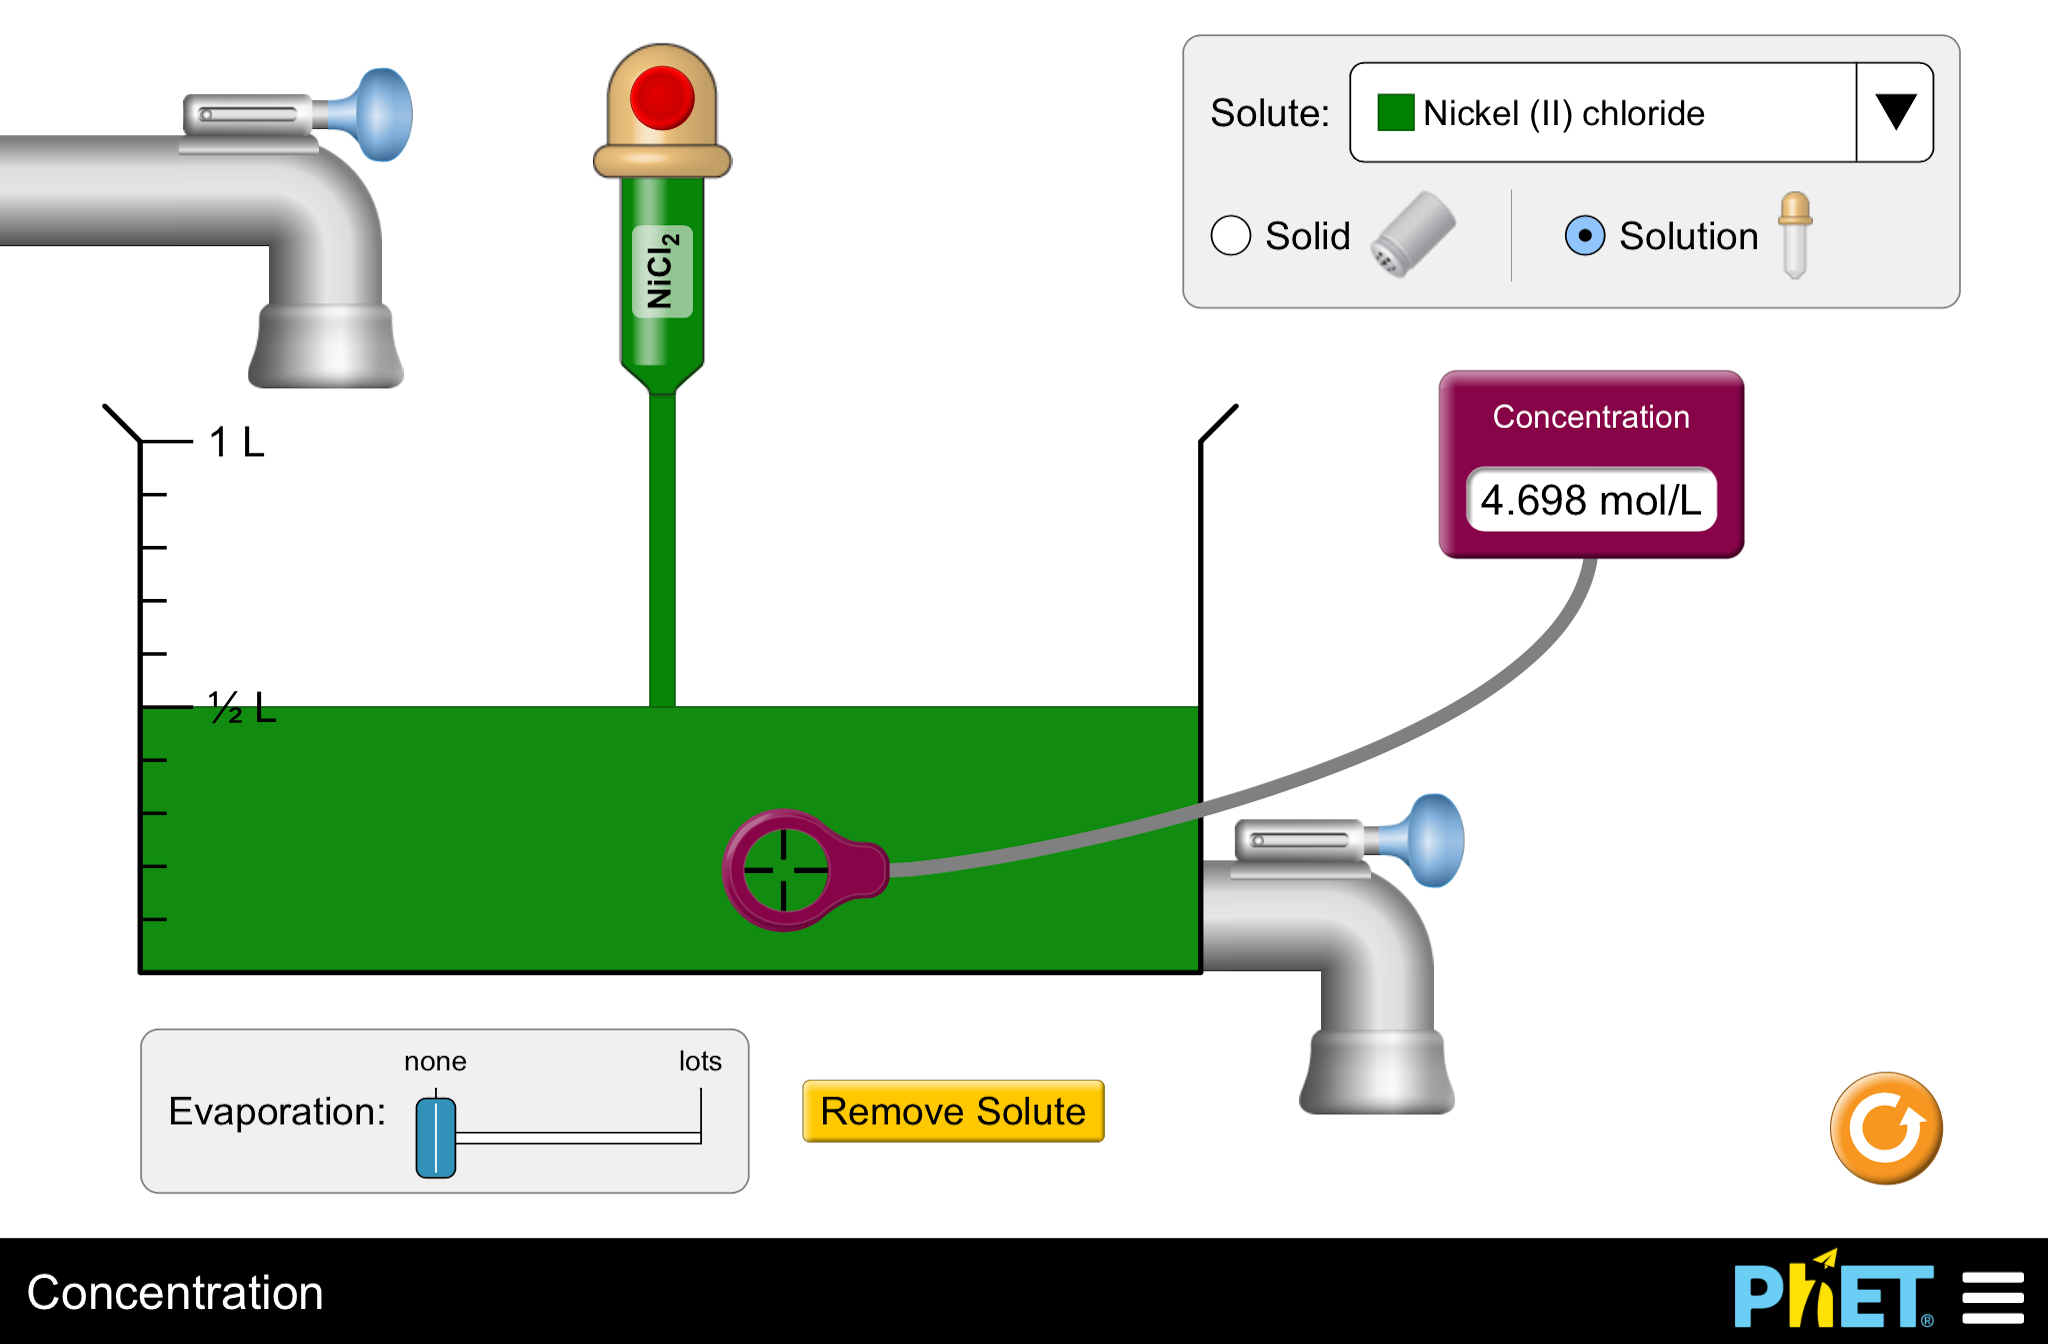 Solute:
Nickel (II) chloride
Solid
Solution
NiCl₂
Concentration
4.698 mol/L
1 L
½ L
none
lots
Evaporation:
Remove Solute
Concentration
PhET®